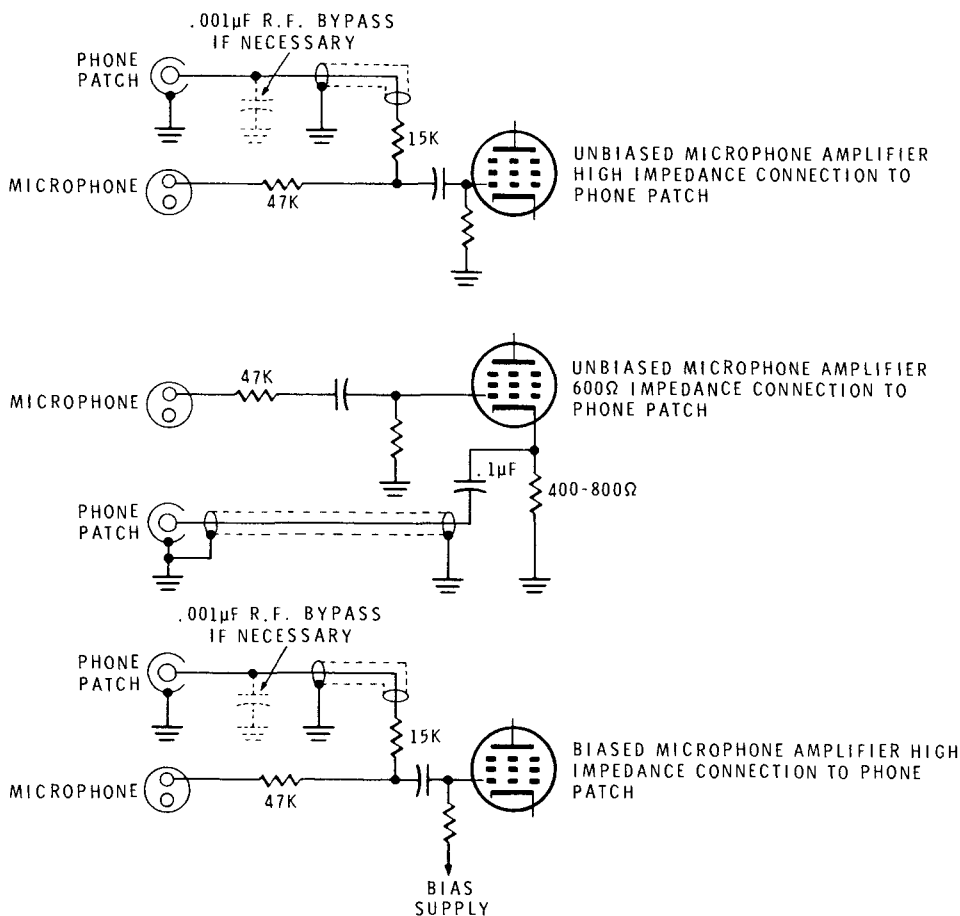 .001µF R.F. BYPASS
IF NECESSARY
PHONE
PATCH
15K
MICROPHONE
47K
UNBIASED MICROPHONE AMPLIFIER
HIGH IMPEDANCE CONNECTION TO
PHONE PATCH
47K
MICROPHONE
UNBIASED MICROPHONE AMPLIFIER
600Ω IMPEDANCE CONNECTION TO
PHONE PATCH
.1µF
400-800Ω
PHONE
PATCH
.001µF R.F. BYPASS
IF NECESSARY
PHONE
PATCH
15K
MICROPHONE
47K
BIASED MICROPHONE AMPLIFIER HIGH
IMPEDANCE CONNECTION TO PHONE
PATCH
BIAS
SUPPLY